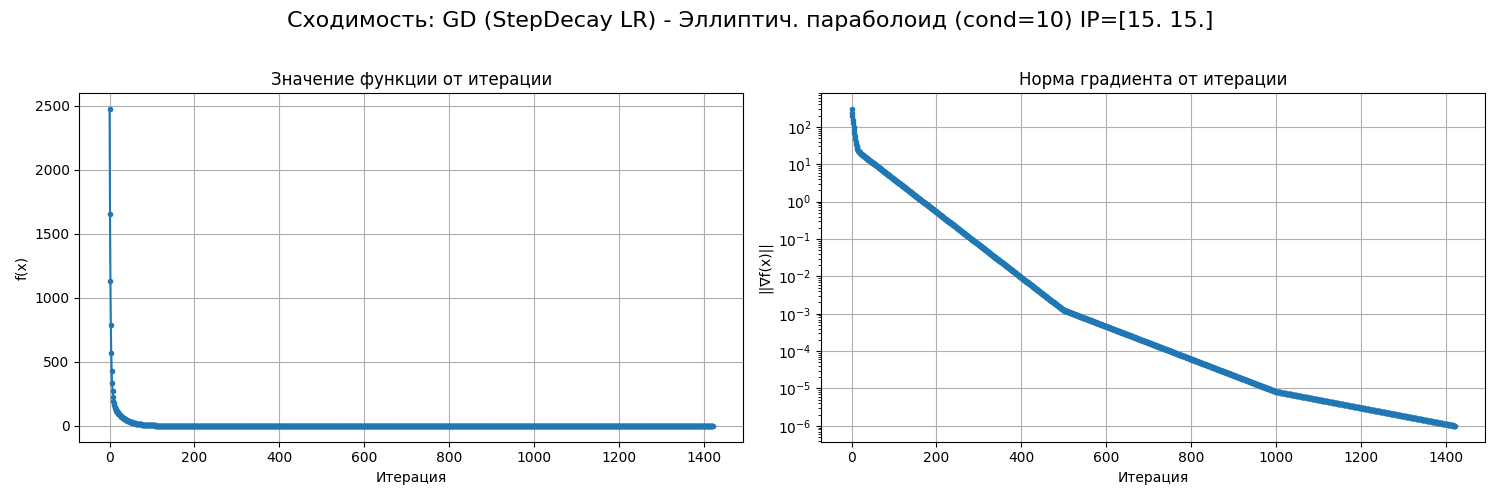 Сходимость: GD (StepDecay LR) - Эллиптич. параболоид (cond=10) IP=[15. 15.]
Значение функции от итерации
f(x)
2500
2000
1500
1000
500
0
0 200 400 600 800 1000 1200 1400
Итерация
Норма градиента от итерации
||∇f(x)||
10²
10¹
10⁰
10⁻¹
10⁻²
10⁻³
10⁻⁴
10⁻⁵
10⁻⁶
0 200 400 600 800 1000 1200 1400
Итерация